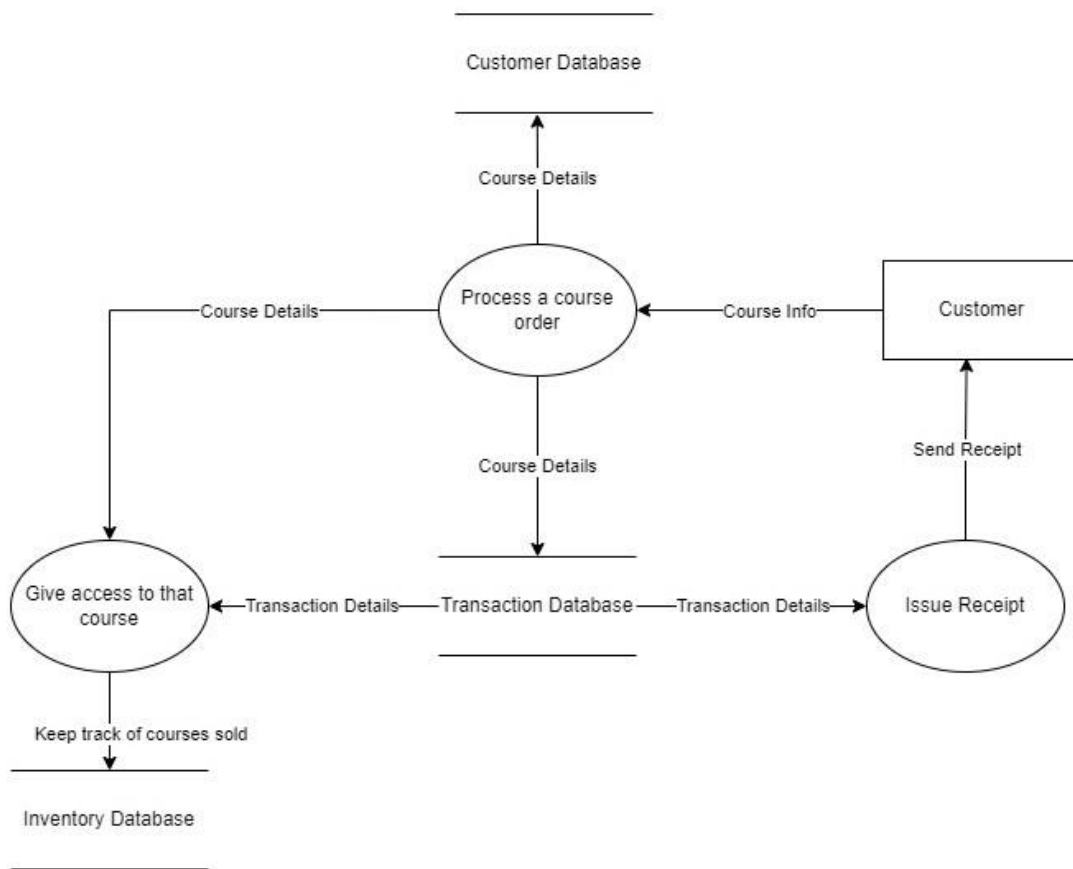 Customer Database
Course Details
Process a course
order
Course Details
Course Info
Customer
Send Receipt
Course Details
Give access to that
course
Transaction Details
Transaction Database
Transaction Details
Issue Receipt
Keep track of courses sold
Inventory Database